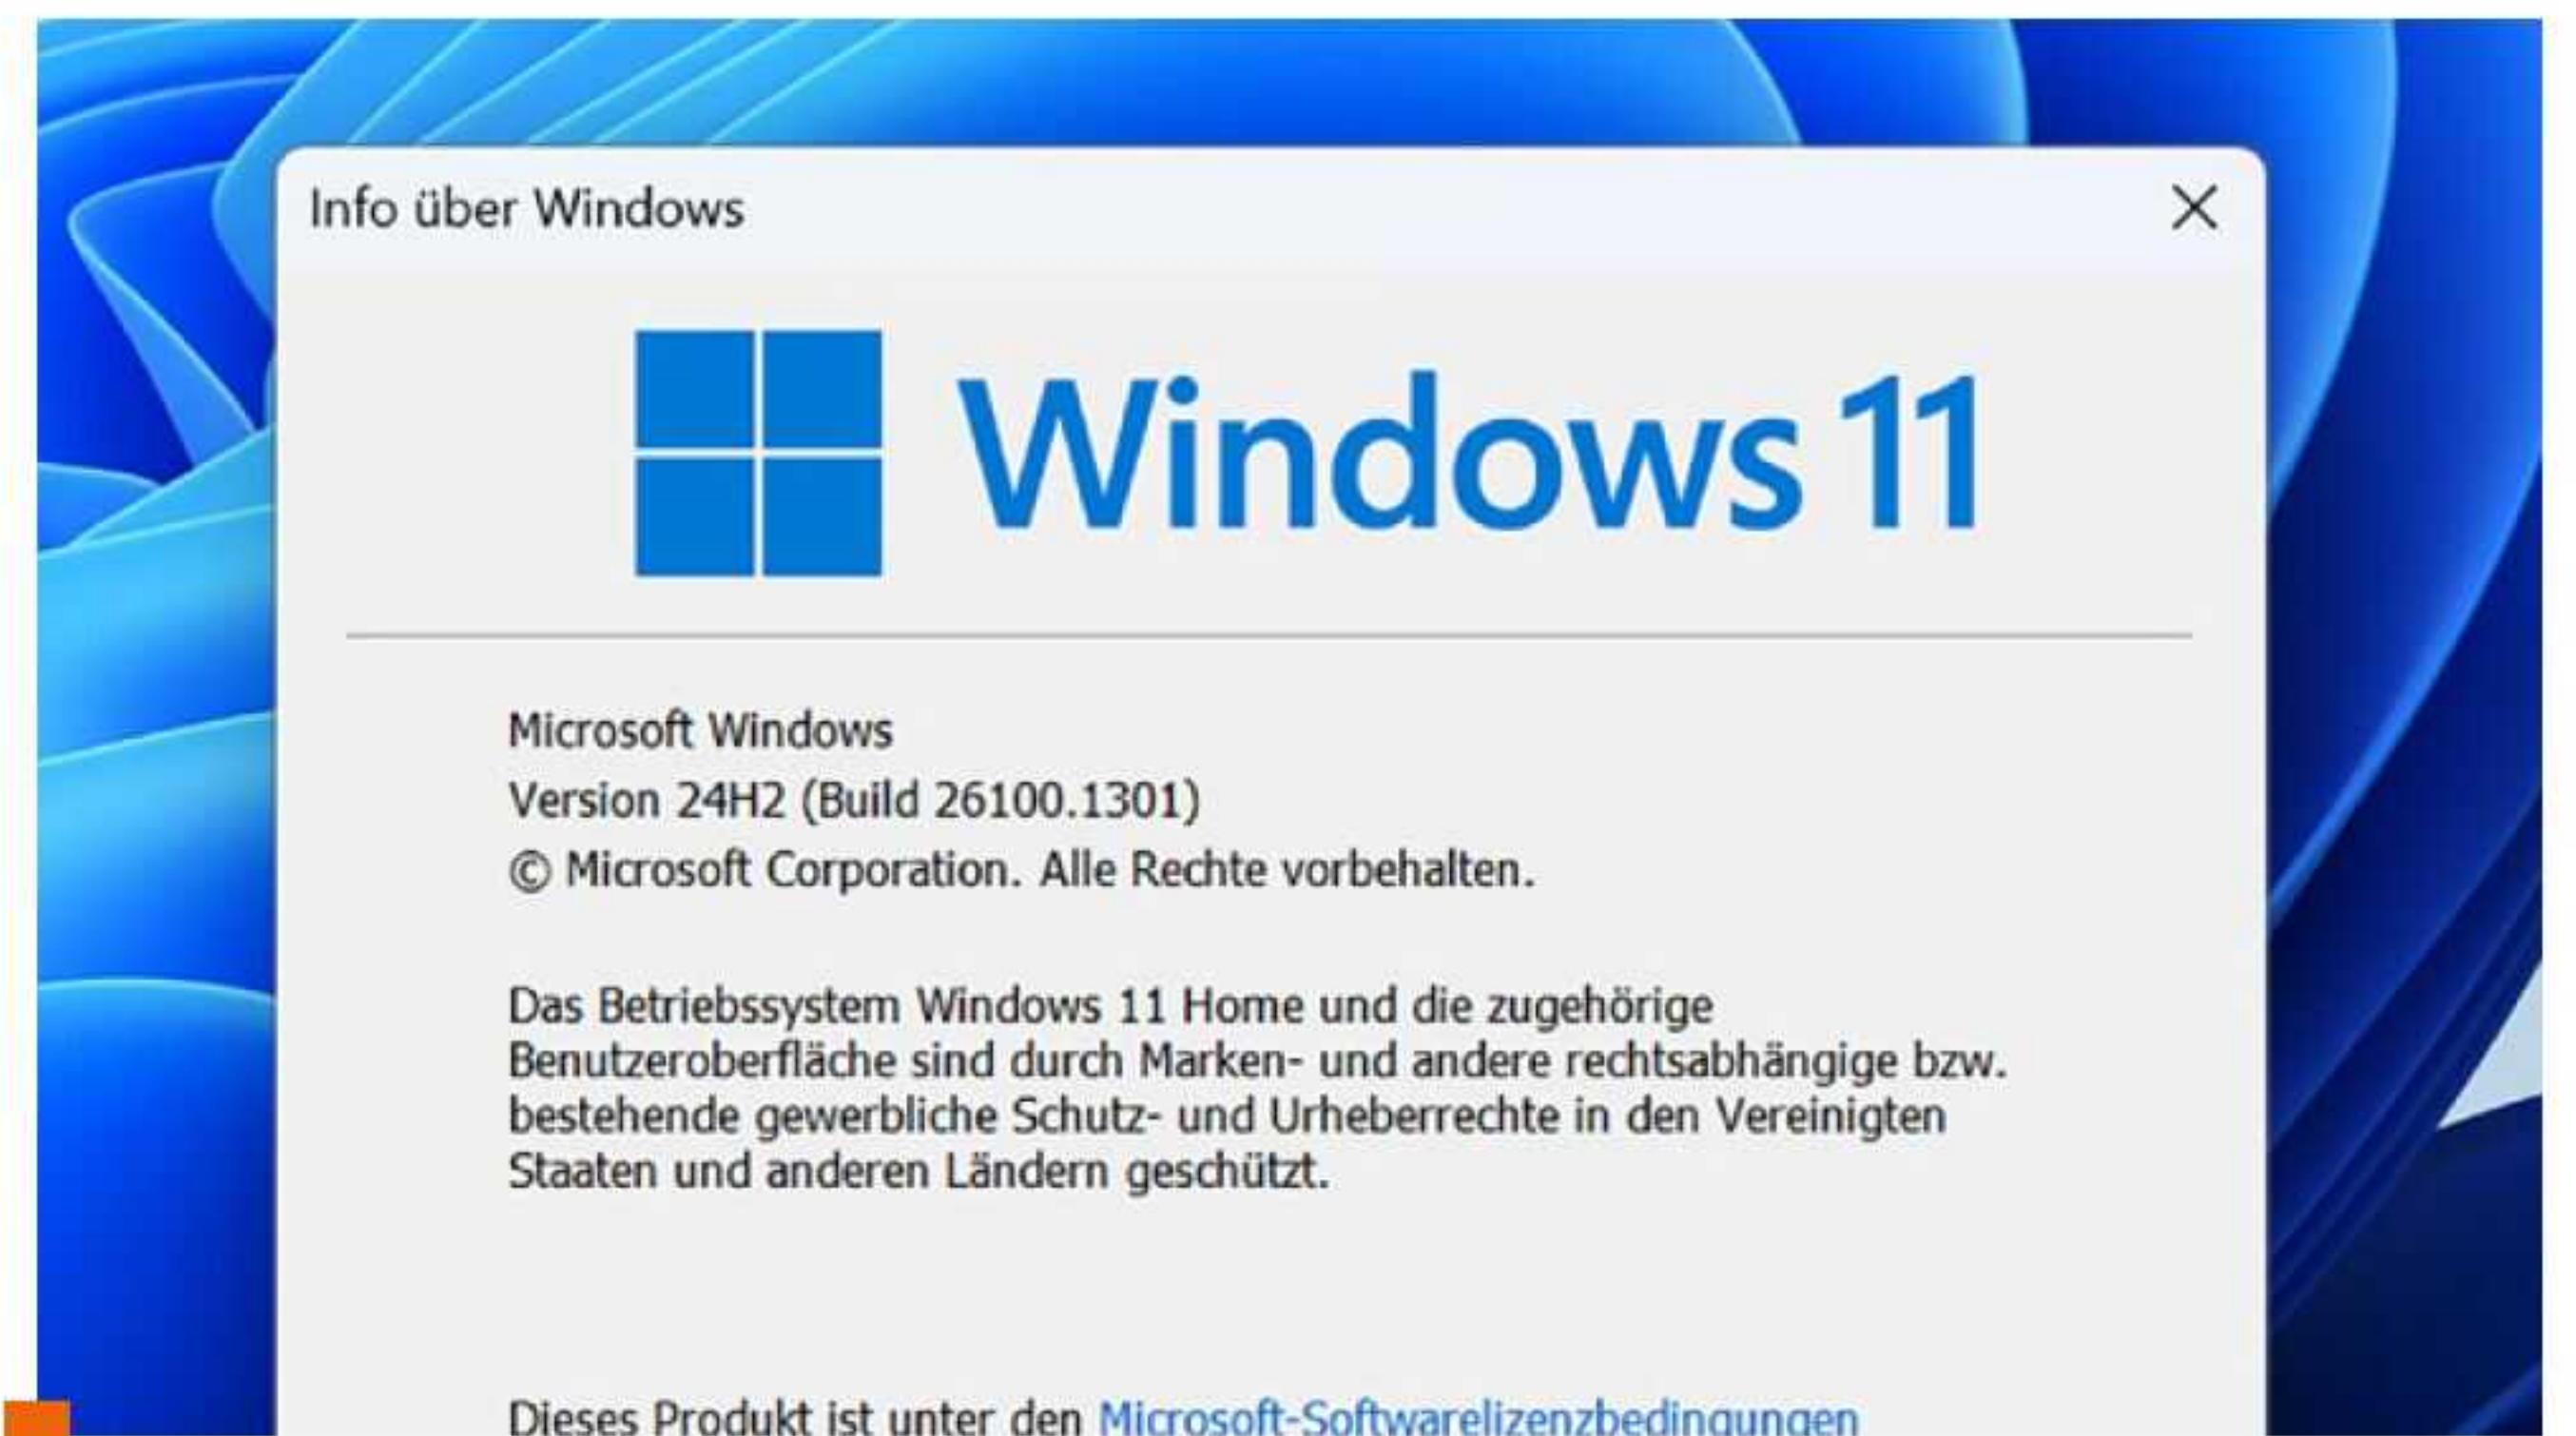 Info über Windows
Windows 11
Microsoft Windows
Version 24H2 (Build 26100.1301)
© Microsoft Corporation. Alle Rechte vorbehalten.
Das Betriebssystem Windows 11 Home und die zugehörige
Benutzeroberfläche sind durch Marken- und andere rechtsabhängige bzw.
bestehende gewerbliche Schutz- und Urheberrechte in den Vereinigten
Staaten und anderen Ländern geschützt.
Dieses Produkt ist unter den Microsoft-Softwarelizenzbedingungen